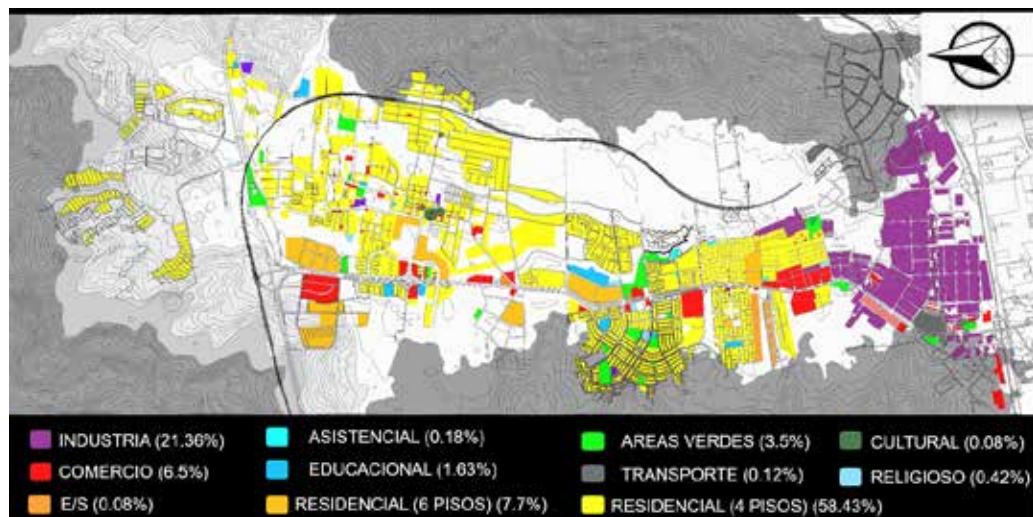 INDUSTRIA (21.36%)
ASISTENCIAL (0.18%)
AREAS VERDES (3.5%)
CULTURAL (0.08%)
COMERCIO (6.5%)
EDUCACIONAL (1.63%)
TRANSPORTE (0.12%)
RELIGIOSO (0.42%)
E/S (0.08%)
RESIDENCIAL (6 PISOS) (7.7%)
RESIDENCIAL (4 PISOS) (58.43%)